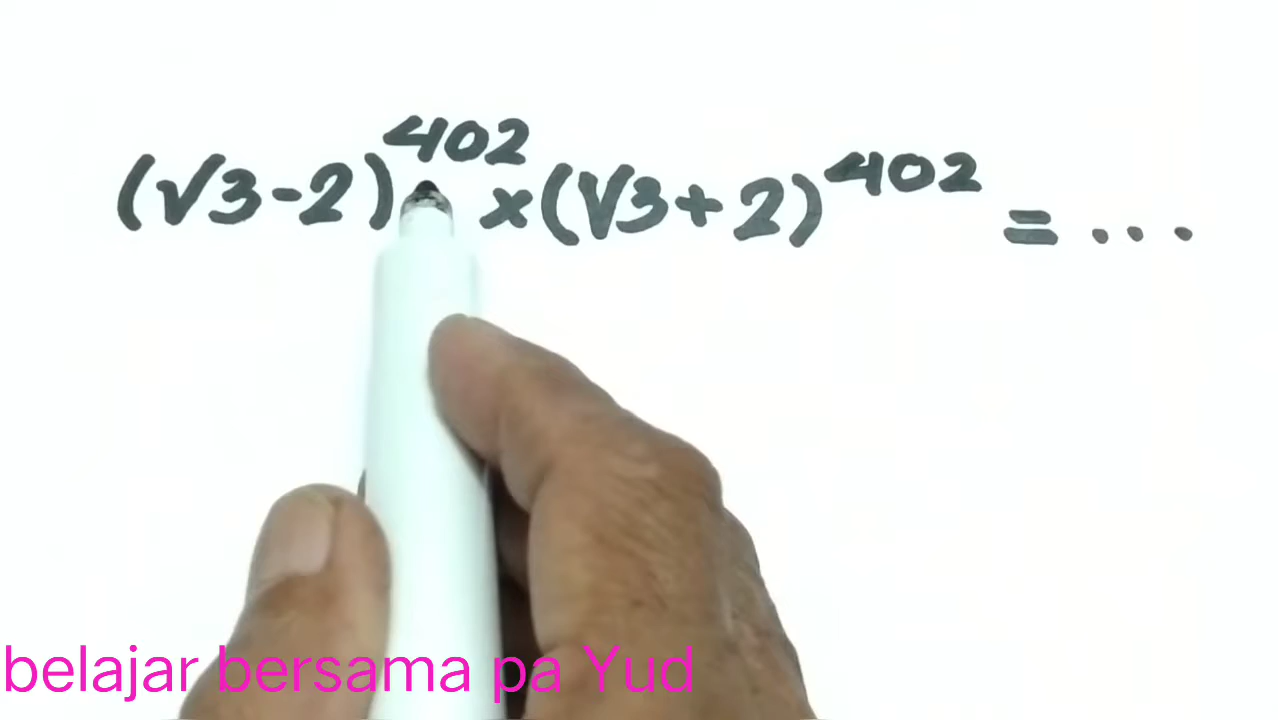 (√3-2)⁴⁰² x (√3+2)⁴⁰² = ...
belajar bersama pa Yud